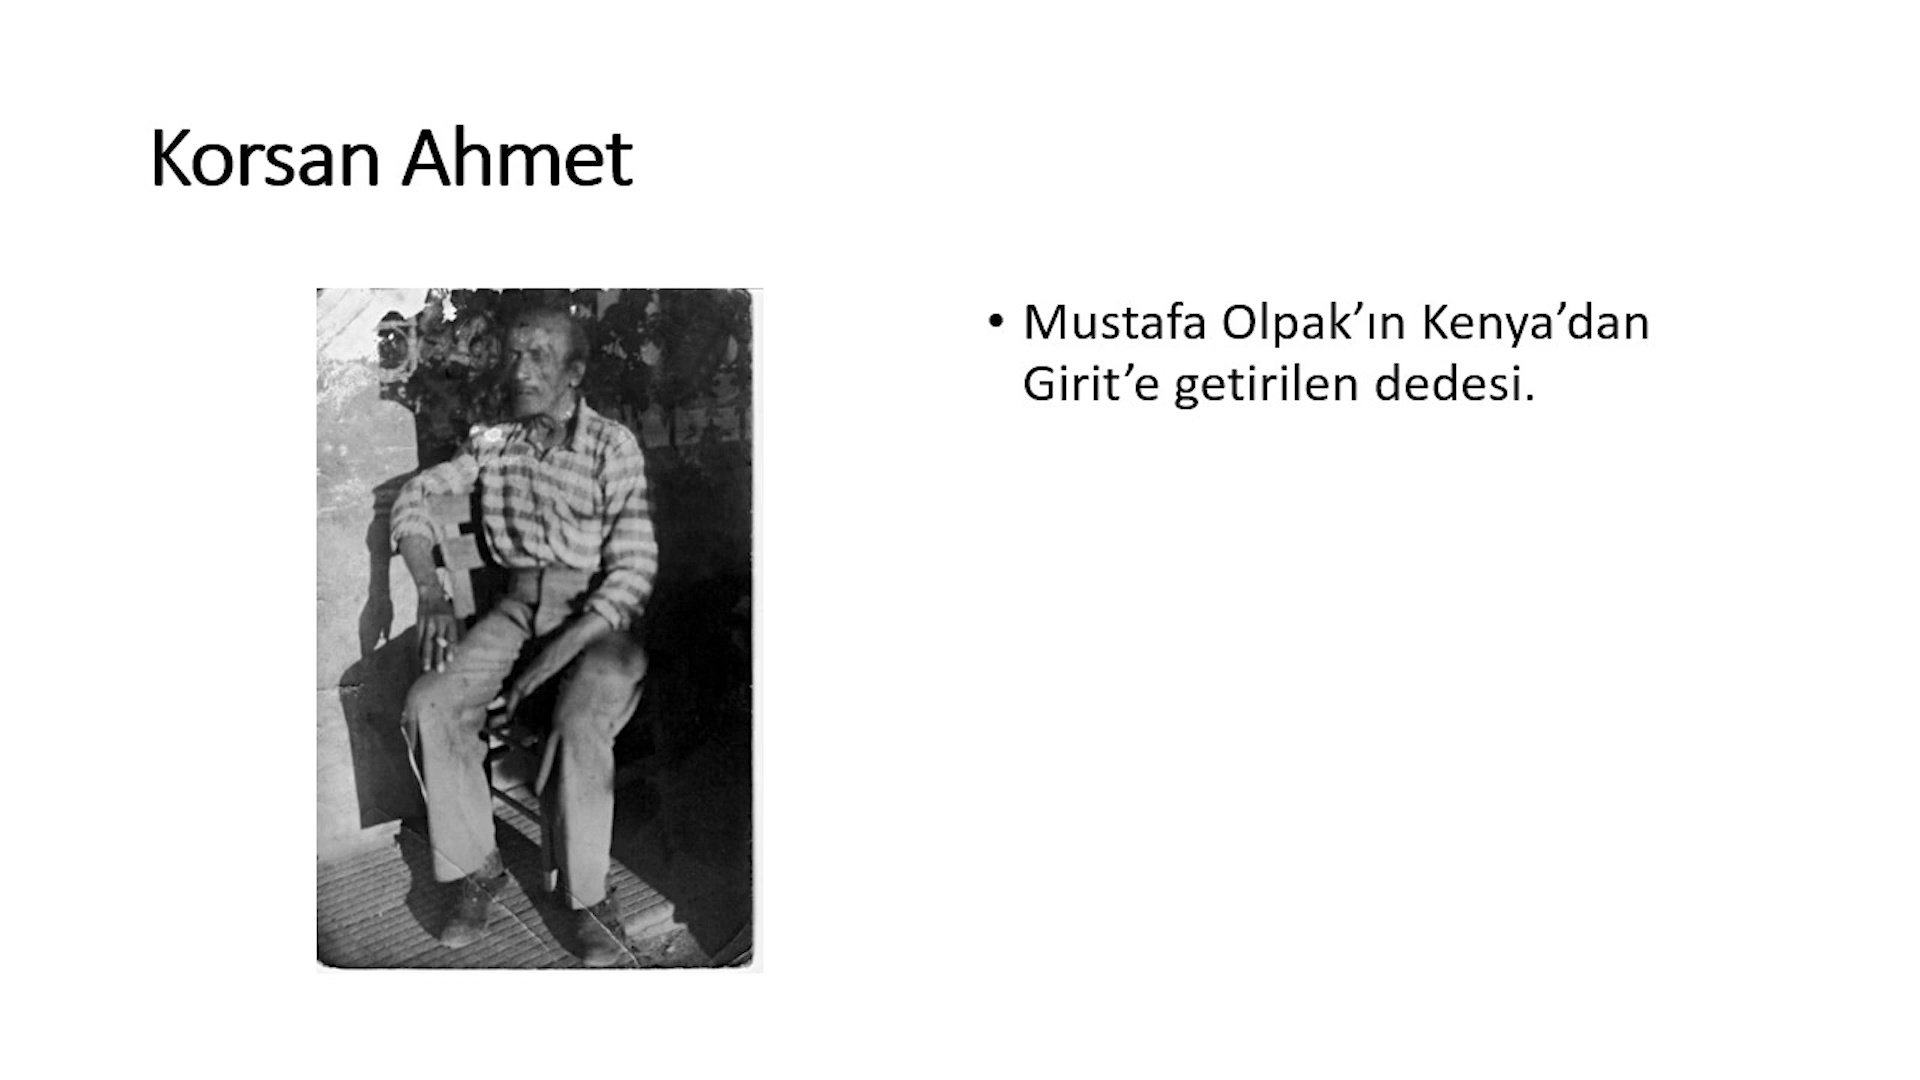 Korsan Ahmet
• Mustafa Olpak’ın Kenya’dan
Girit’e getirilen dedesi.